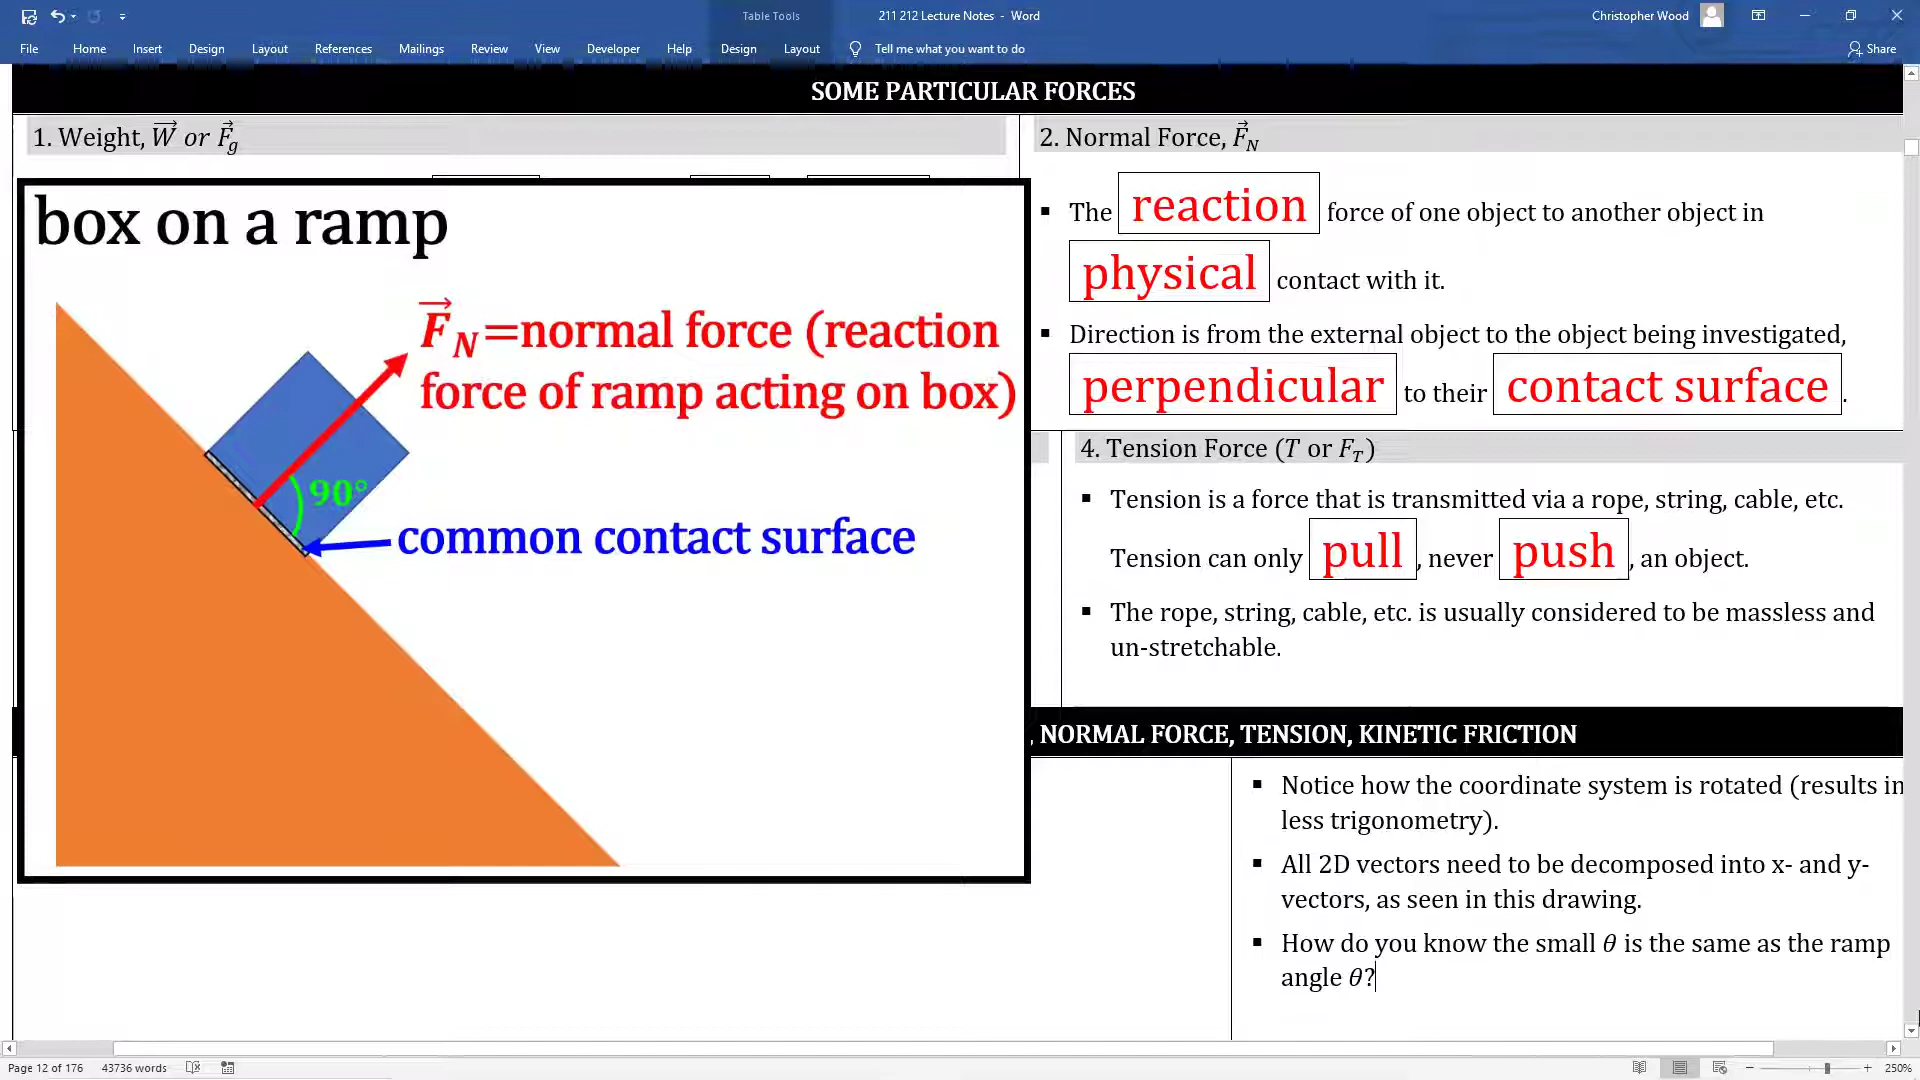 Table Tools
211 212 Lecture Notes - Word
Christopher Wood
File Home Insert Design Layout References Mailings Review View Developer Help Design Layout Tell me what you want to do Share
SOME PARTICULAR FORCES
1. Weight, W⃗ or F⃗g
box on a ramp
F⃗N=normal force (reaction
force of ramp acting on box)
90°
common contact surface
2. Normal Force, F⃗N
▪ The reaction force of one object to another object in
physical contact with it.
▪ Direction is from the external object to the object being investigated,
perpendicular to their contact surface.
4. Tension Force (T or FT)
▪ Tension is a force that is transmitted via a rope, string, cable, etc.
Tension can only pull, never push, an object.
▪ The rope, string, cable, etc. is usually considered to be massless and
un-stretchable.
, NORMAL FORCE, TENSION, KINETIC FRICTION
▪ Notice how the coordinate system is rotated (results in
less trigonometry).
▪ All 2D vectors need to be decomposed into x- and y-
vectors, as seen in this drawing.
▪ How do you know the small θ is the same as the ramp
angle θ?
Page 12 of 176 43736 words
250%